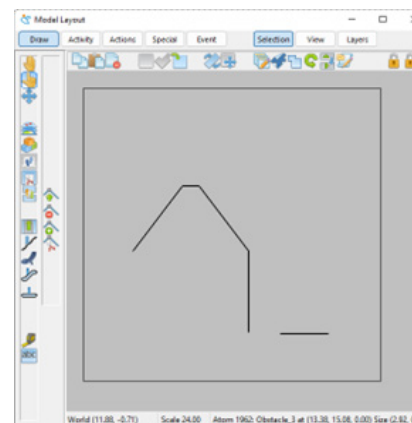 Model Layout
Draw Activity Actions Special Event Selection View Layers
abc
World (11.88, -0.71) Scale 24.00 Atom 1962: Obstacle_3 at (13.38, 15.08, 0.00) Size (2.92,